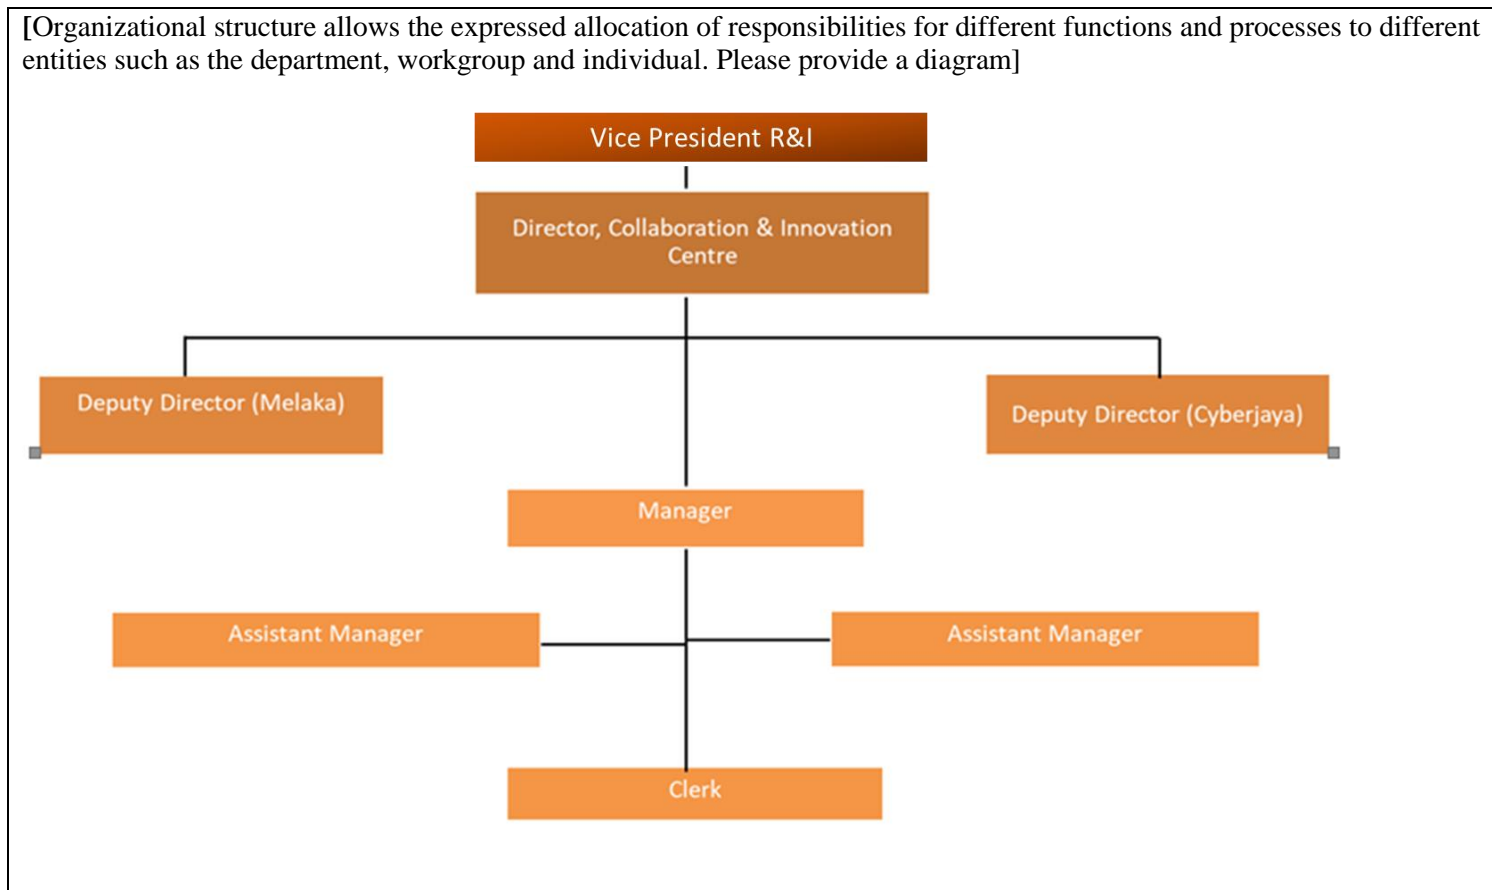 [Organizational structure allows the expressed allocation of responsibilities for different functions and processes to different
entities such as the department, workgroup and individual. Please provide a diagram]
Vice President R&I
Director, Collaboration & Innovation
Centre
Deputy Director (Melaka)
Deputy Director (Cyberjaya)
Manager
Assistant Manager
Assistant Manager
Clerk